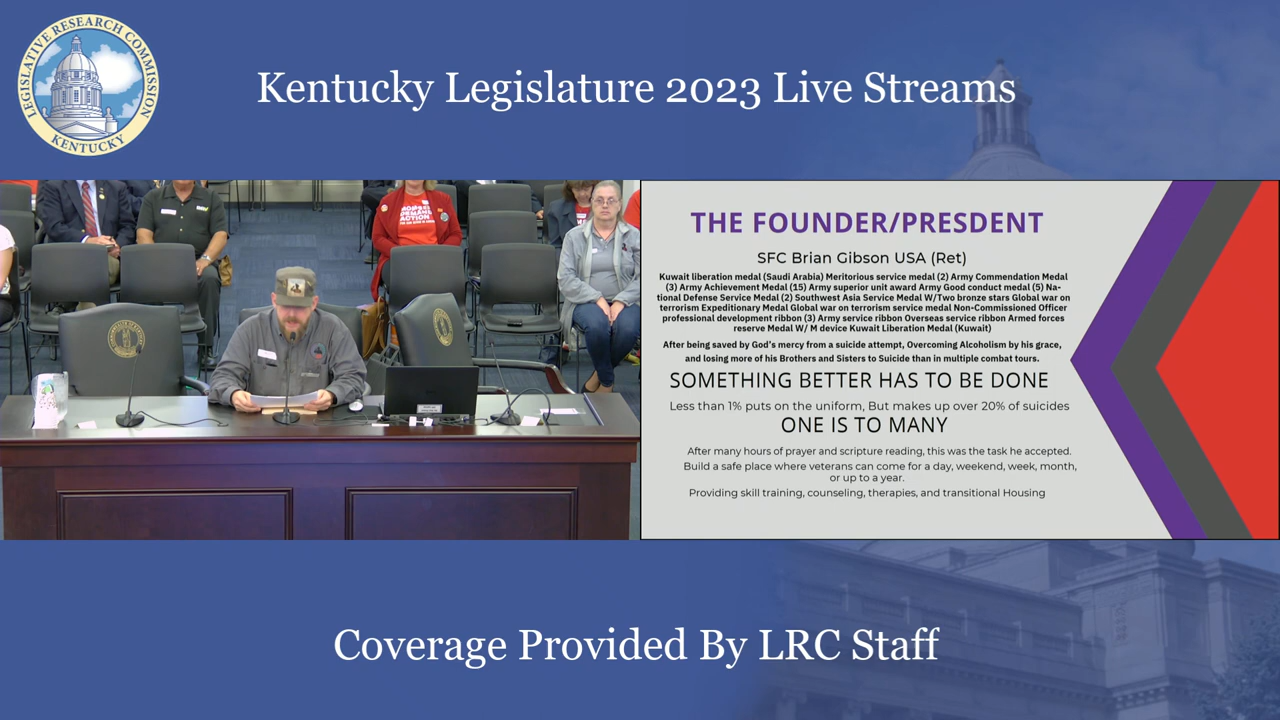 LEGISLATIVE RESEARCH COMMISSION
KENTUCKY
Kentucky Legislature 2023 Live Streams
MOMS
DEMAND
ACTION
THE FOUNDER/PRESDENT
SFC Brian Gibson USA (Ret)
Kuwait liberation medal (Saudi Arabia) Meritorious service medal (2) Army Commendation Medal
(3) Army Achievement Medal (15) Army superior unit award Army Good conduct medal (5) Na-
tional Defense Service Medal (2) Southwest Asia Service Medal W/Two bronze stars Global war on
terrorism Expeditionary Medal Global war on terrorism service medal Non-Commissioned Officer
professional development ribbon (3) Army service ribbon Overseas service ribbon Armed forces
reserve Medal W/ M device Kuwait Liberation Medal (Kuwait)
After being saved by God's mercy from a suicide attempt, Overcoming Alcoholism by his grace,
and losing more of his Brothers and Sisters to Suicide than in multiple combat tours.
SOMETHING BETTER HAS TO BE DONE
Less than 1% puts on the uniform, But makes up over 20% of suicides
ONE IS TO MANY
After many hours of prayer and scripture reading, this was the task he accepted.
Build a safe place where veterans can come for a day, weekend, week, month,
or up to a year.
Providing skill training, counseling, therapies, and transitional Housing
Coverage Provided By LRC Staff